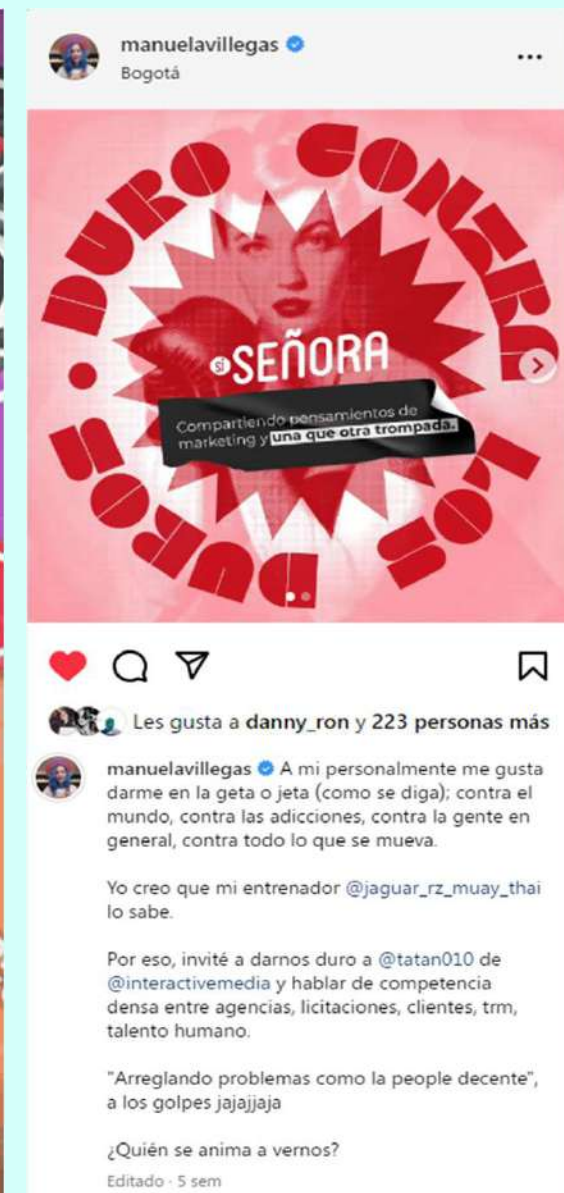 manuelavillegas
Bogotá
DURO CONTRA LOS DUROS
SÍ SEÑORA
Compartiendo pensamientos de
marketing y una que otra trompada.
Les gusta a danny_ron y 223 personas más
manuelavillegas A mi personalmente me gusta
darme en la geta o jeta (como se diga); contra el
mundo, contra las adicciones, contra la gente en
general, contra todo lo que se mueva.
Yo creo que mi entrenador @jaguar_rz_muay_thai
lo sabe.
Por eso, invité a darnos duro a @tatan010 de
@interactivemedia y hablar de competencia
densa entre agencias, licitaciones, clientes, trm,
talento humano.
"Arreglando problemas como la people decente",
a los golpes jajajjaja
¿Quién se anima a vernos?
Editado · 5 sem